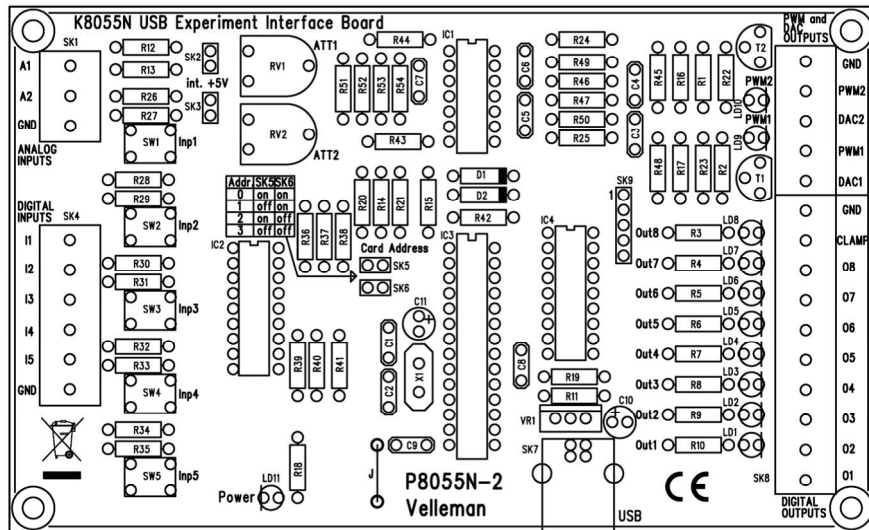 K8055N USB Experiment Interface Board
SK1
A1
A2
GND
ANALOG
INPUTS
R12
R13
R26
R27
SK2
int. +5V
SK3
SW1
Inp1
RV1
ATT1
RV2
ATT2
R44
R51
R52
R53
R54
C7
R43
IC1
C6
C5
R24
R49
R46
R47
R50
R25
C4
C3
R45
R16
R1
R22
T2
PWM2
LD10
PWM1
LD9
R48
R17
R23
R2
T1
PWM and
DAC
OUTPUTS
GND
PWM2
DAC2
PWM1
DAC1
DIGITAL
INPUTS
SK4
I1
I2
I3
I4
I5
GND
R28
R29
SW2
Inp2
R30
R31
SW3
Inp3
R32
R33
SW4
Inp4
R34
R35
SW5
Inp5
Addr SK5 SK6
0 on on
1 off on
2 on off
3 off off
IC2
R36
R37
R38
R20
R14
R21
R15
Card Address
SK5
SK6
D1
D2
R42
IC3
C11
X1
C1
C2
R39
R40
R41
R18
LD11
Power
J
C9
P8055N-2
Velleman
SK9
1
IC4
C8
R19
R11
VR1
C10
SK7
USB
Out8
R3
LD8
Out7
R4
LD7
Out6
R5
LD6
Out5
R6
LD5
Out4
R7
LD4
Out3
R8
LD3
Out2
R9
LD2
Out1
R10
LD1
CE
GND
CLAMP
O8
O7
O6
O5
O4
O3
O2
O1
SK8
DIGITAL
OUTPUTS